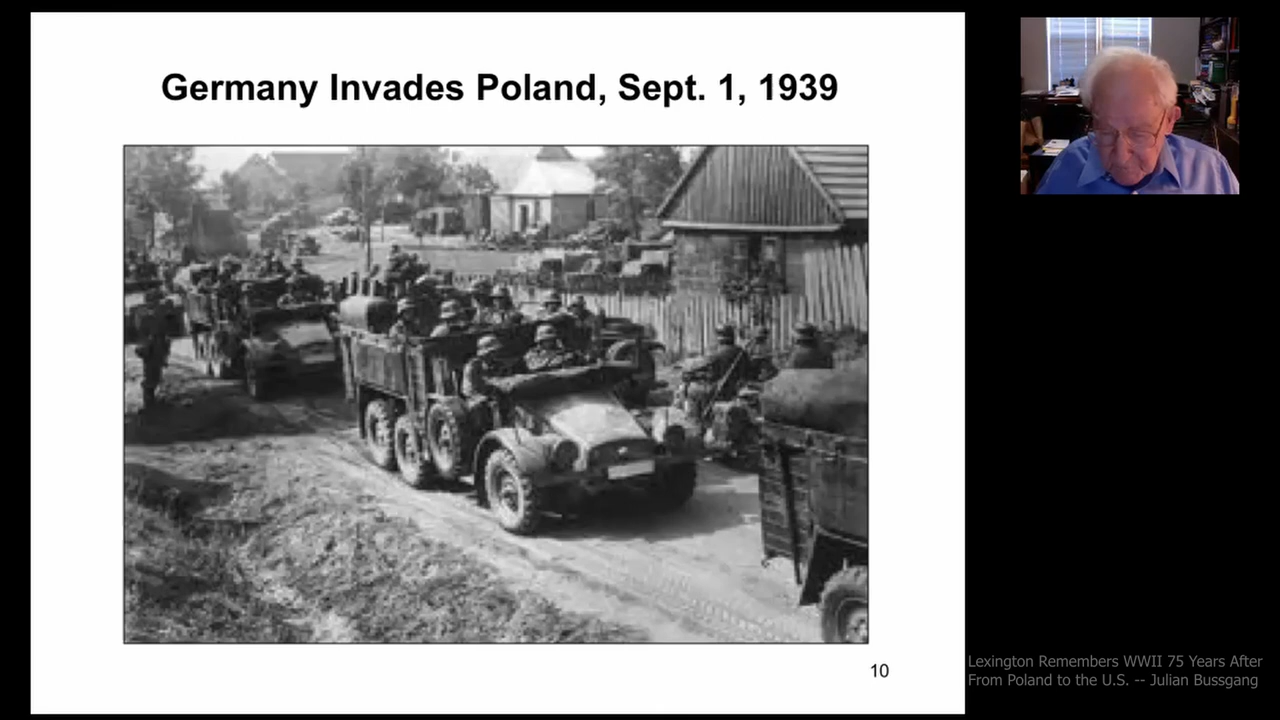 Germany Invades Poland, Sept. 1, 1939
10
Lexington Remembers WWII 75 Years After
From Poland to the U.S. -- Julian Bussgang